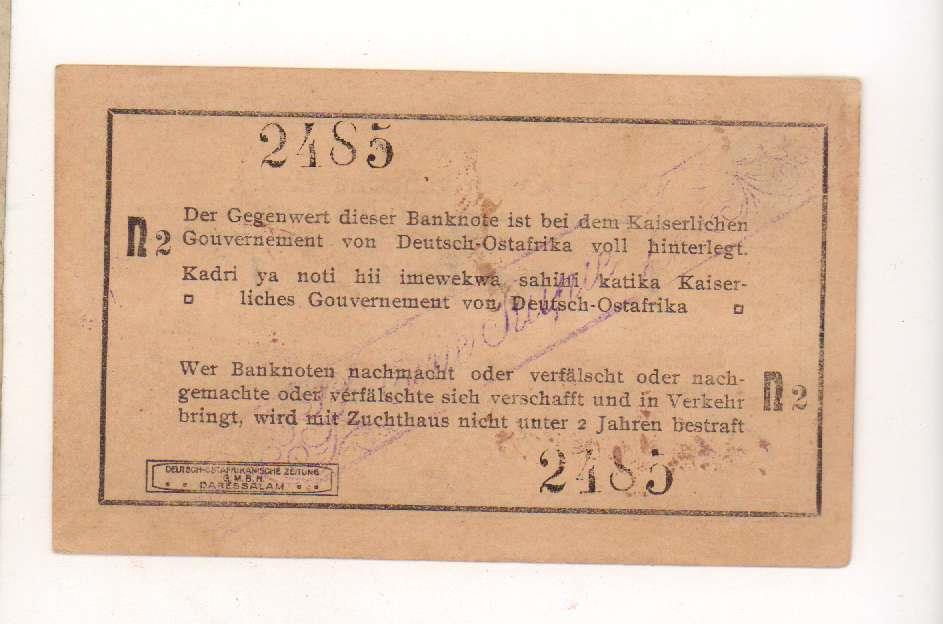 2485
Der Gegenwert dieser Banknote ist bei dem Kaiserlichen
n 2 Gouvernement von Deutsch-Ostafrika voll hinterlegt.
Kadri ya noti hii imewekwa sahihi katika Kaiser-
liches Gouvernement von Deutsch-Ostafrika
Wer Banknoten nachmacht oder verfälscht oder nach-
gemachte oder verfälschte sich verschafft und in Verkehr n 2
bringt, wird mit Zuchthaus nicht unter 2 Jahren bestraft
DEUTSCH-OSTAFRIKANISCHE ZEITUNG
G.M.B.H.
DARESSALAM
2485